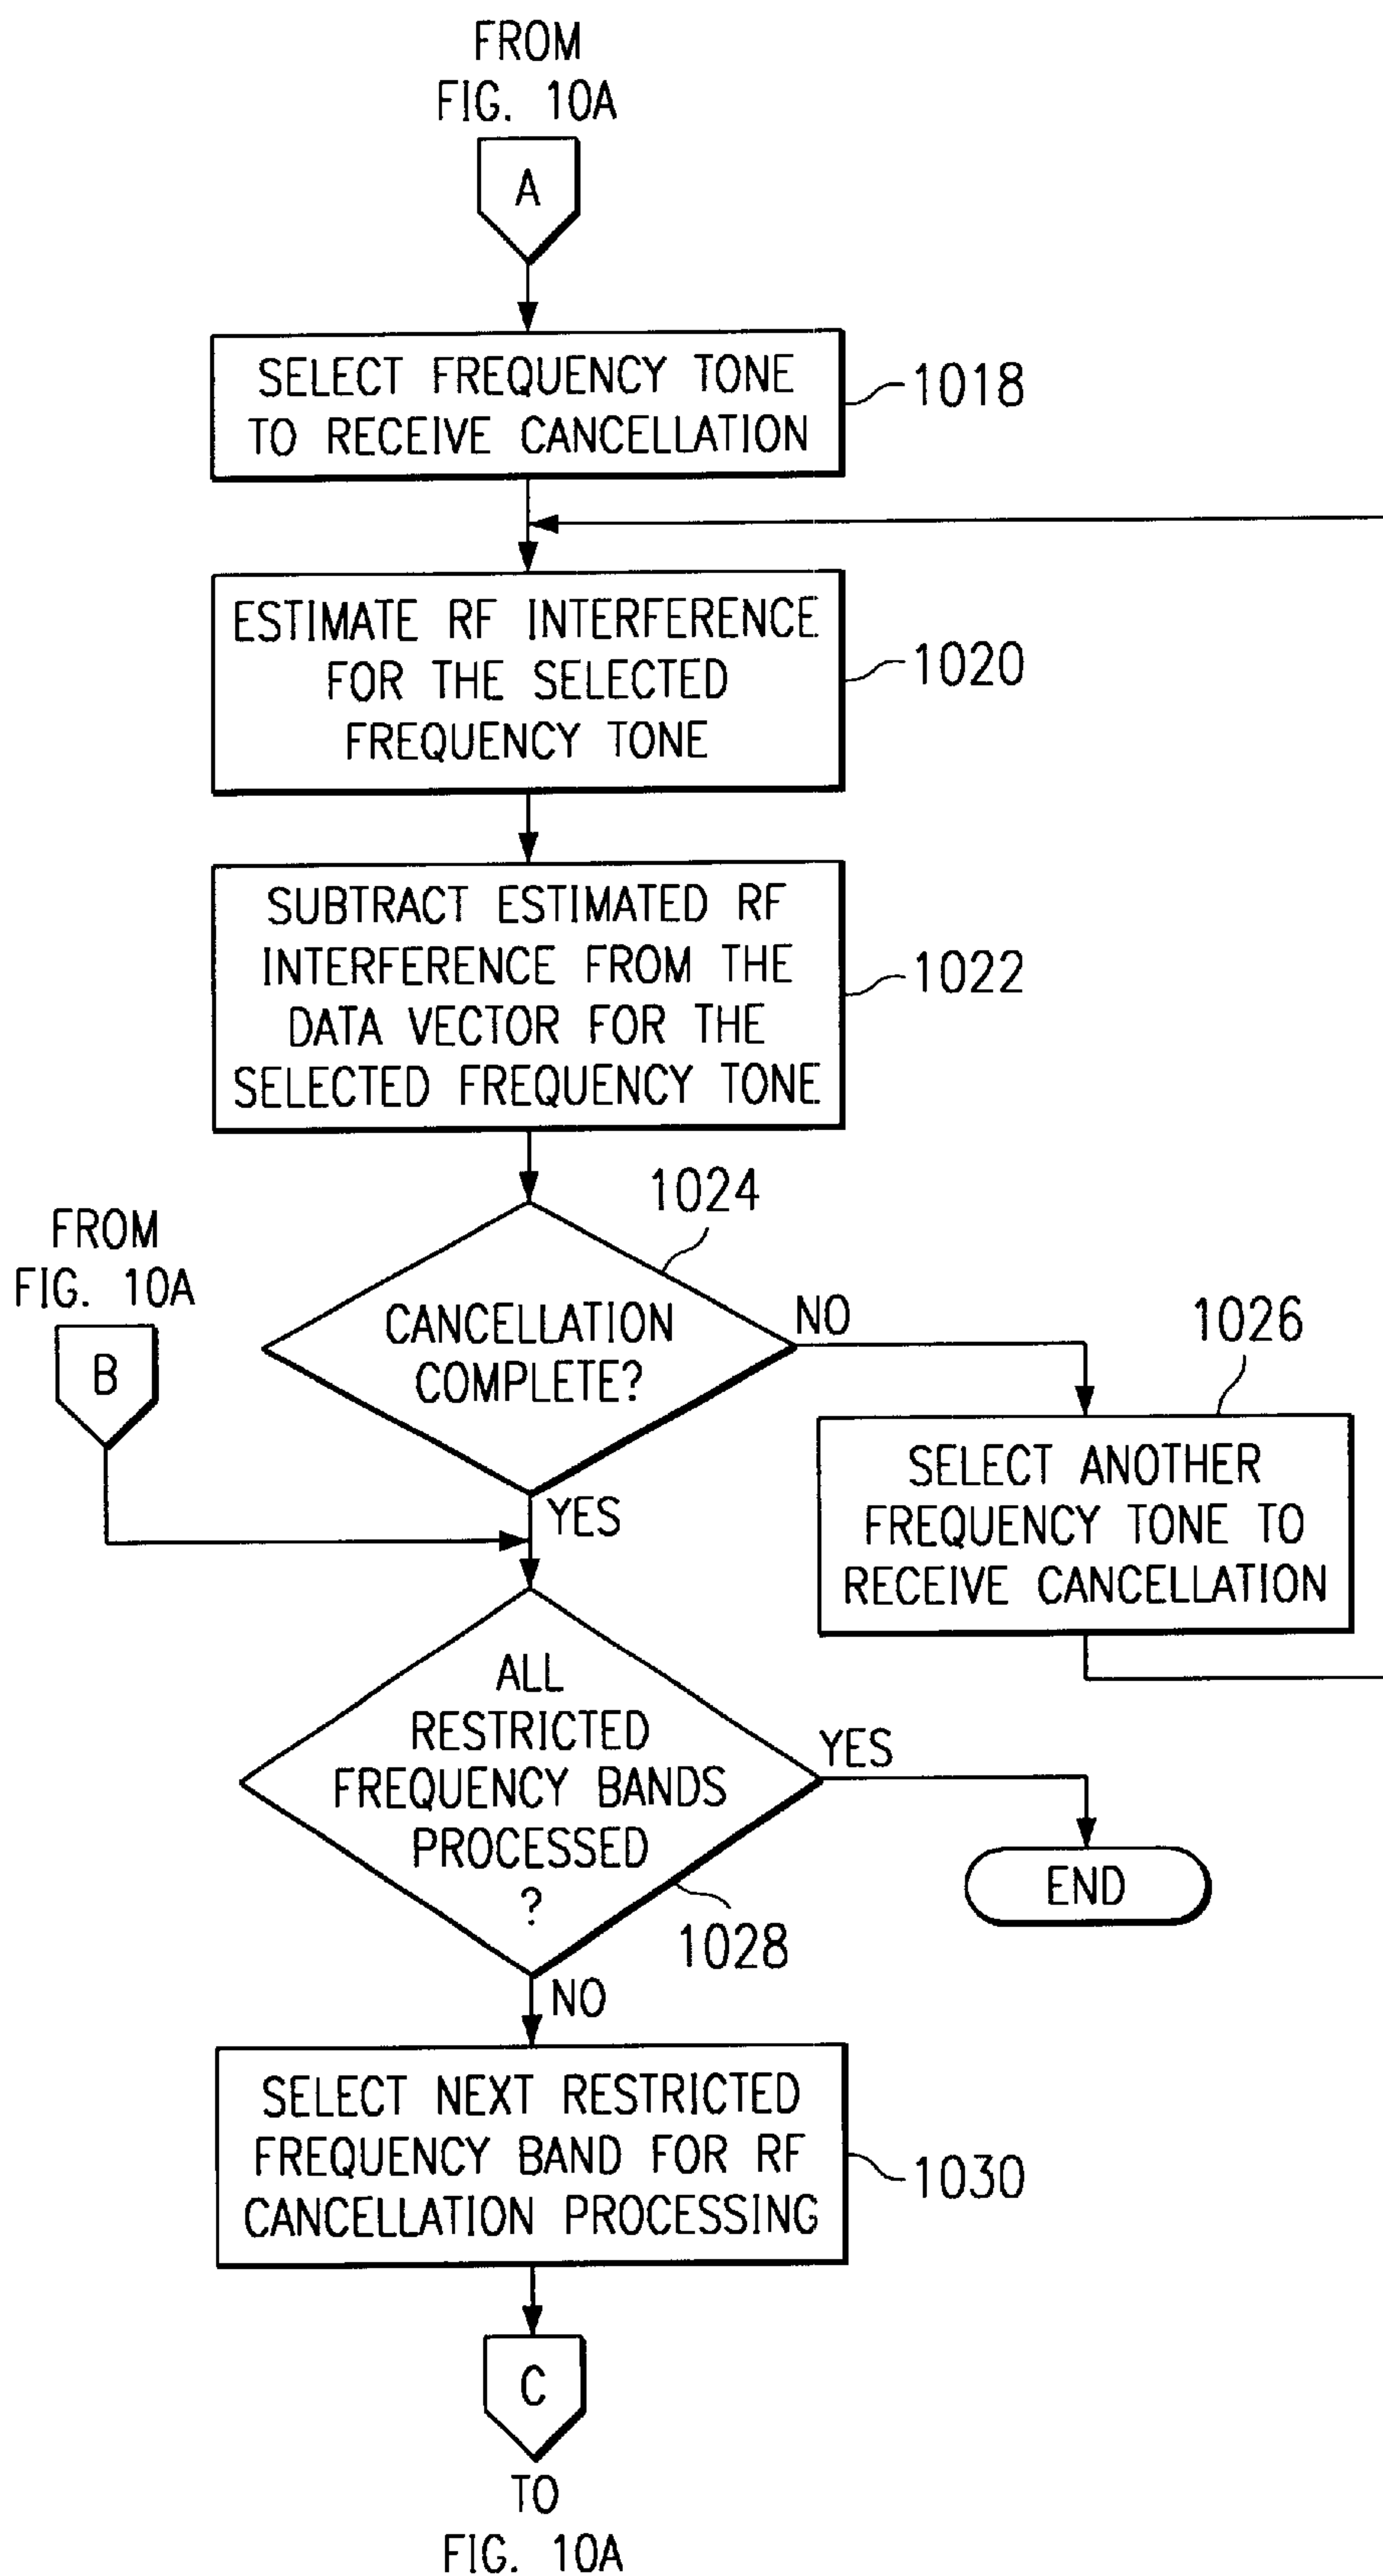 FROM
FIG. 10A
A
SELECT FREQUENCY TONE
TO RECEIVE CANCELLATION
1018
ESTIMATE RF INTERFERENCE
FOR THE SELECTED
FREQUENCY TONE
1020
SUBTRACT ESTIMATED RF
INTERFERENCE FROM THE
DATA VECTOR FOR THE
SELECTED FREQUENCY TONE
1022
1024
FROM
FIG. 10A
B
CANCELLATION
COMPLETE?
NO
YES
1026
SELECT ANOTHER
FREQUENCY TONE TO
RECEIVE CANCELLATION
ALL
RESTRICTED
FREQUENCY BANDS
PROCESSED
?
YES
END
1028
NO
SELECT NEXT RESTRICTED
FREQUENCY BAND FOR RF
CANCELLATION PROCESSING
1030
C
TO
FIG. 10A